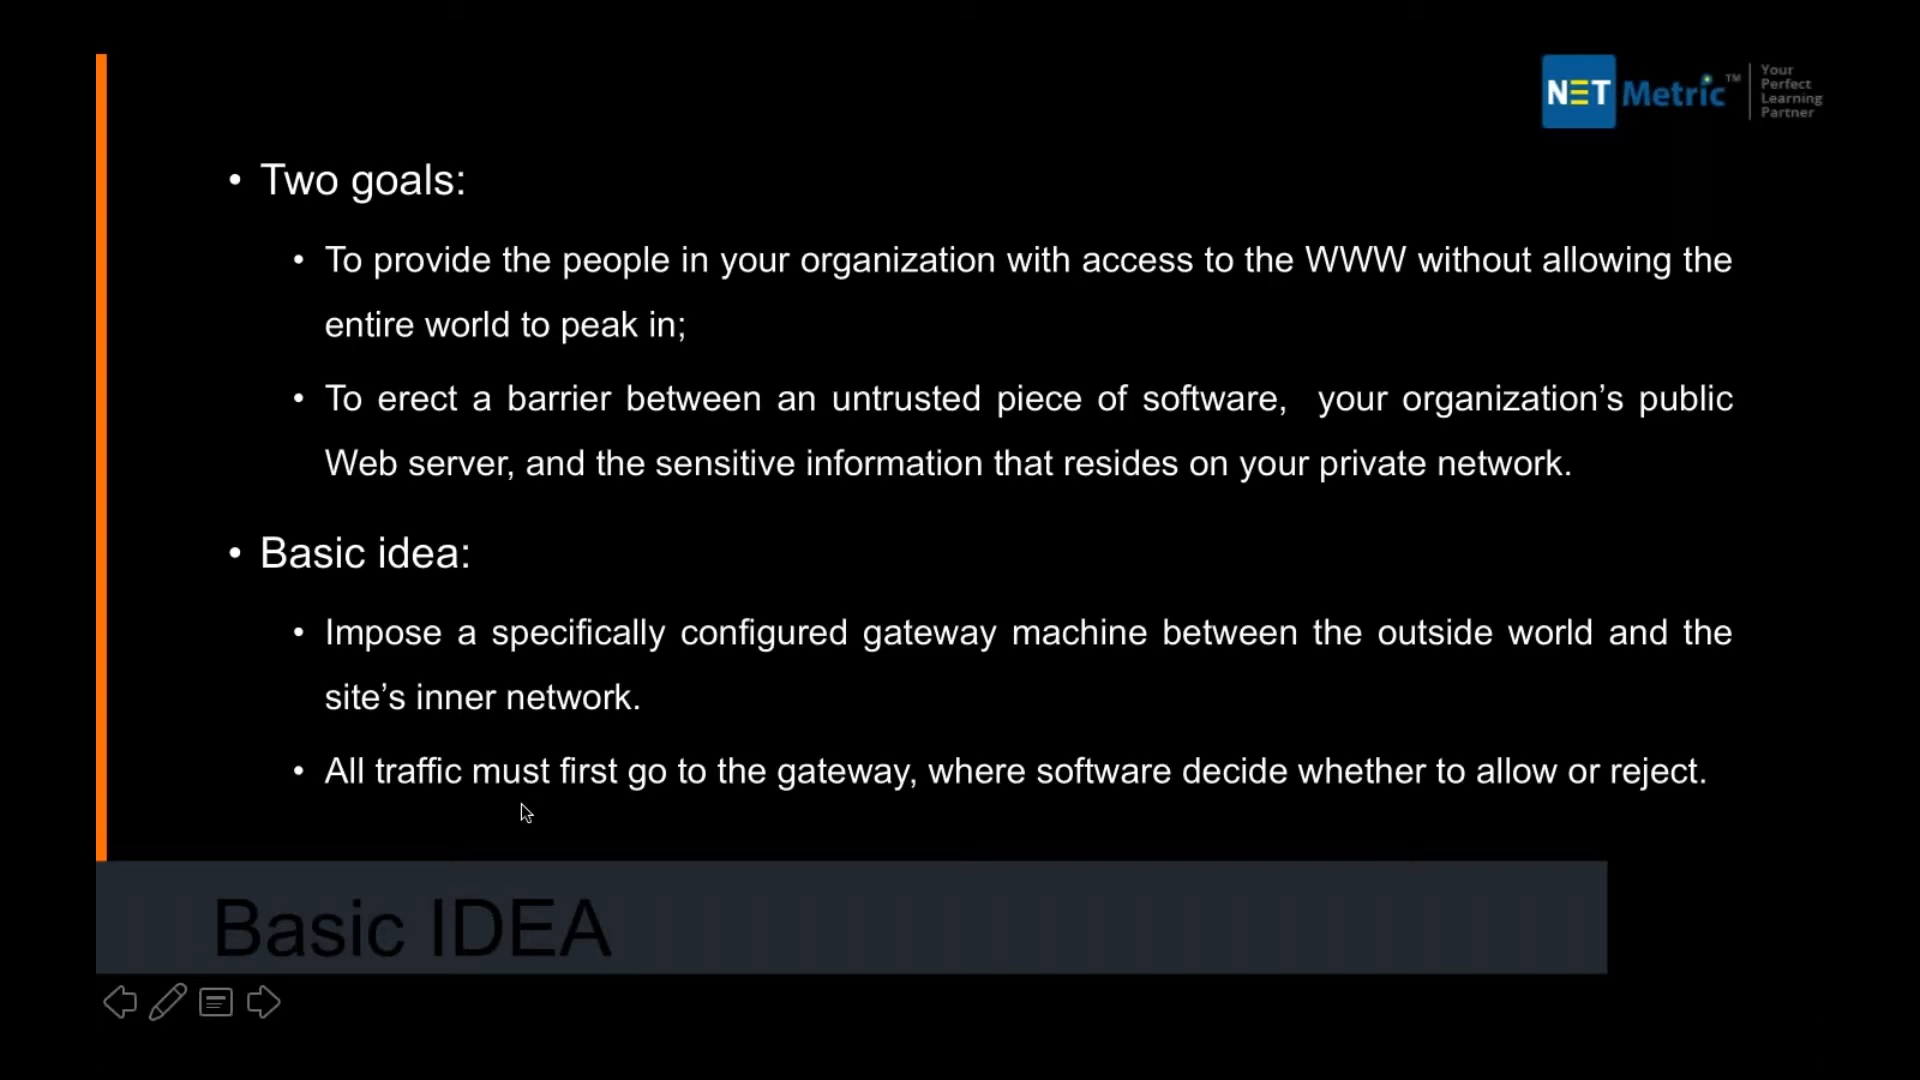 NET Metric™
Your
Perfect
Learning
Partner
• Two goals:
• To provide the people in your organization with access to the WWW without allowing the
entire world to peak in;
• To erect a barrier between an untrusted piece of software, your organization’s public
Web server, and the sensitive information that resides on your private network.
• Basic idea:
• Impose a specifically configured gateway machine between the outside world and the
site’s inner network.
• All traffic must first go to the gateway, where software decide whether to allow or reject.
Basic IDEA